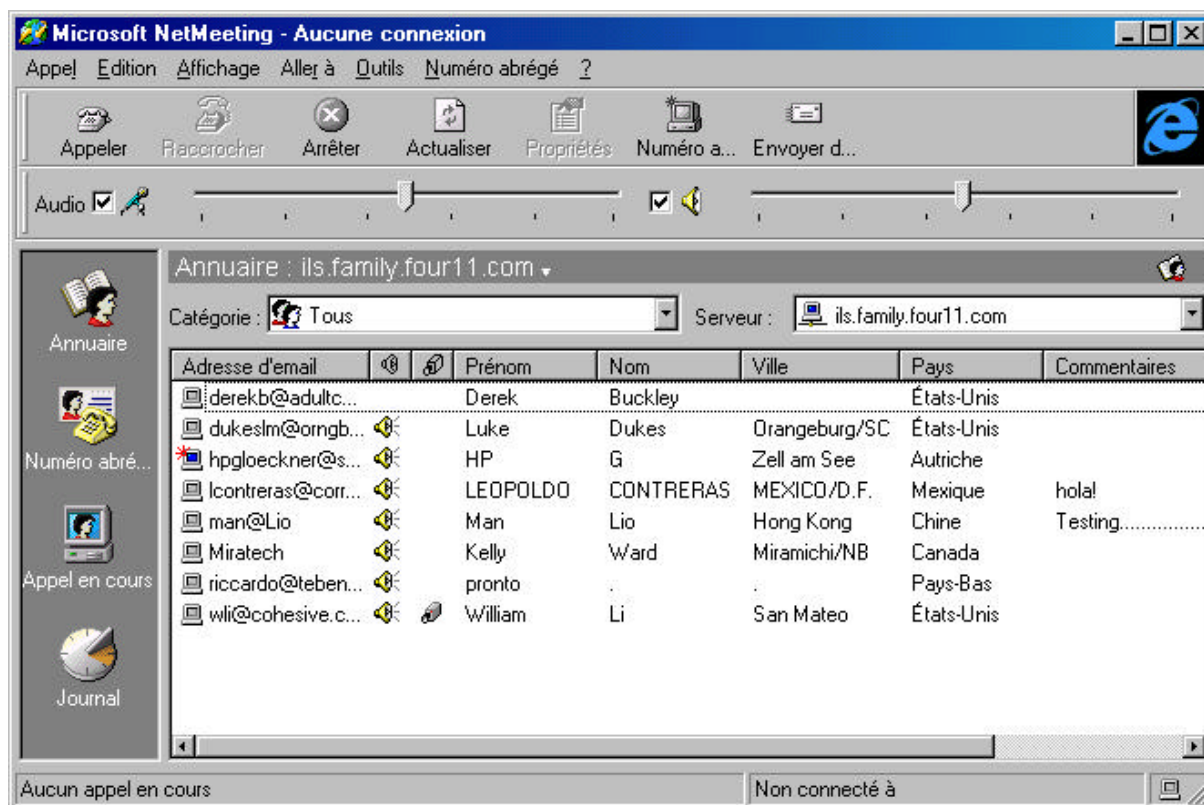 Microsoft NetMeeting - Aucune connexion
Appel Edition Affichage Aller à Outils Numéro abrégé ?
Appeler Raccrocher Arrêter Actualiser Propriétés Numéro a... Envoyer d...
Audio
Annuaire : ils.family.four11.com
Catégorie : Tous Serveur : ils.family.four11.com
Annuaire
Numéro abré...
Appel en cours
Journal
Adresse d'email Prénom Nom Ville Pays Commentaires
derekb@adultc... Derek Buckley États-Unis
dukeslm@orngb... Luke Dukes Orangeburg/SC États-Unis
hpgloeckner@s... HP G Zell am See Autriche
lcontreras@corr... LEOPOLDO CONTRERAS MEXICO/D.F. Mexique hola!
man@Lio Man Lio Hong Kong Chine Testing...............
Miratech Kelly Ward Miramichi/NB Canada
riccardo@teben... pronto . . Pays-Bas
wli@cohesive.c... William Li San Mateo États-Unis
Aucun appel en cours Non connecté à